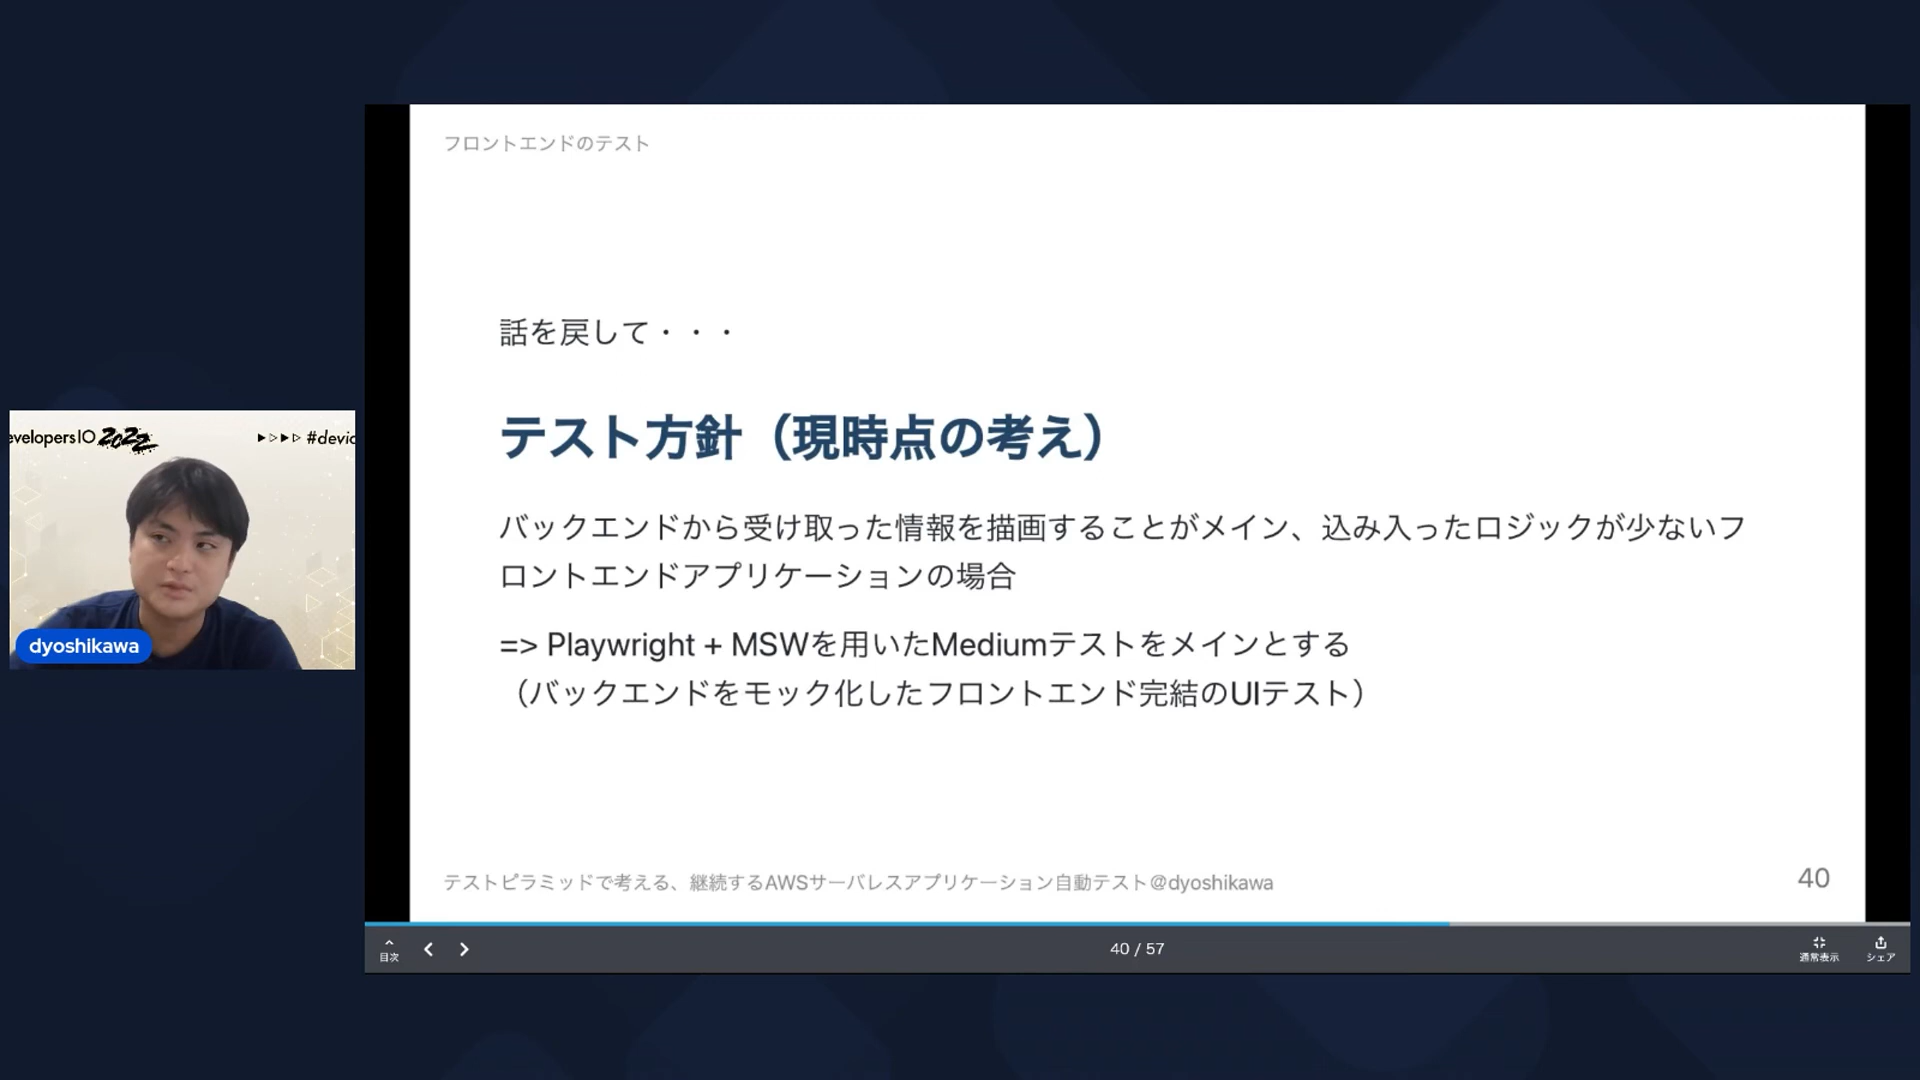 フロントエンドのテスト
話を戻して・・・
テスト方針（現時点の考え）
バックエンドから受け取った情報を描画することがメイン、込み入ったロジックが少ないフ
ロントエンドアプリケーションの場合
=> Playwright + MSWを用いたMediumテストをメインとする
（バックエンドをモック化したフロントエンド完結のUIテスト）
テストピラミッドで考える、継続するAWSサーバレスアプリケーション自動テスト@dyoshikawa
40
evelopersIO 2022
▶▷▶▷ #devio
dyoshikawa
目次
40 / 57
通常表示
シェア